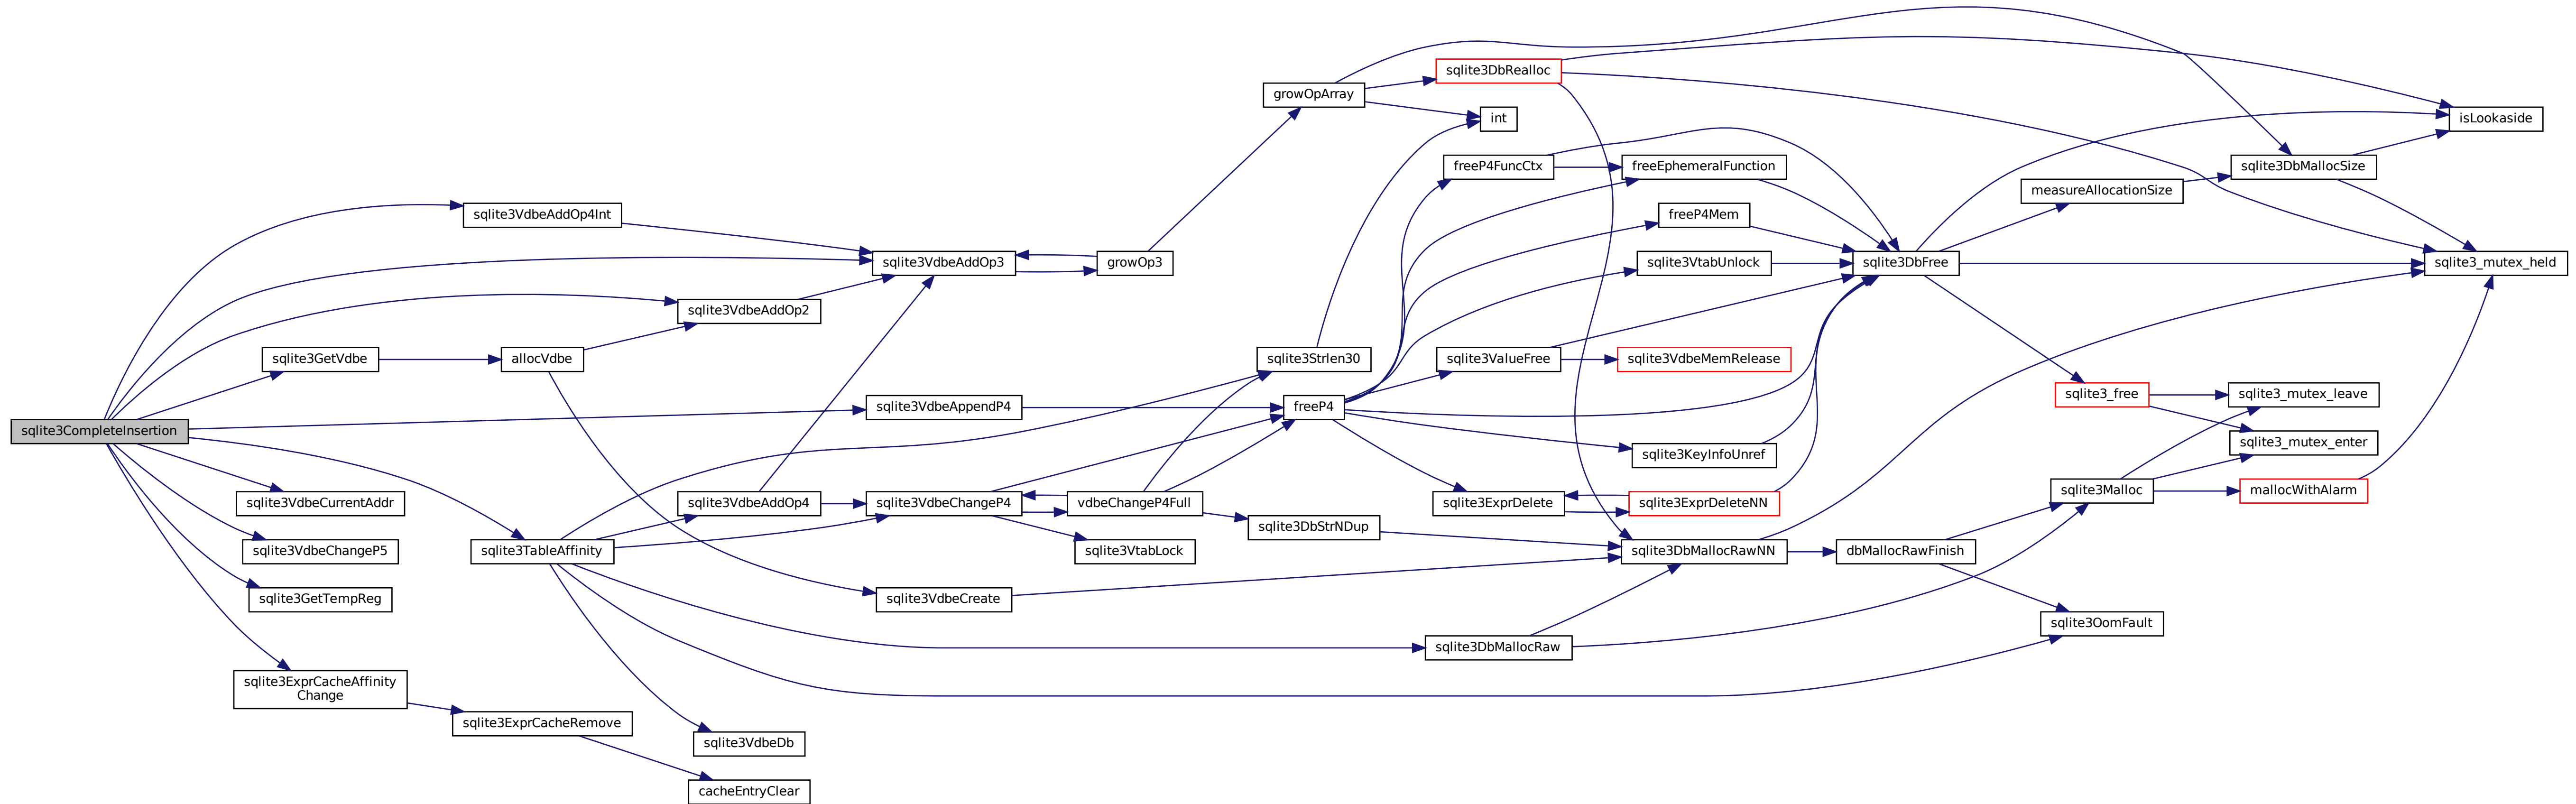 sqlite3CompleteInsertion
sqlite3VdbeAddOp4Int
sqlite3GetVdbe
sqlite3VdbeCurrentAddr
sqlite3VdbeChangeP5
sqlite3GetTempReg
sqlite3ExprCacheAffinity
Change
allocVdbe
sqlite3TableAffinity
sqlite3ExprCacheRemove
sqlite3VdbeAddOp2
sqlite3VdbeAddOp4
sqlite3VdbeDb
cacheEntryClear
sqlite3VdbeAddOp3
sqlite3VdbeAppendP4
sqlite3VdbeChangeP4
sqlite3VdbeCreate
growOp3
vdbeChangeP4Full
sqlite3VtabLock
growOpArray
sqlite3Strlen30
freeP4
sqlite3DbStrNDup
sqlite3DbRealloc
int
freeP4FuncCtx
sqlite3ValueFree
sqlite3ExprDelete
sqlite3DbMallocRaw
freeEphemeralFunction
freeP4Mem
sqlite3VtabUnlock
sqlite3VdbeMemRelease
sqlite3KeyInfoUnref
sqlite3ExprDeleteNN
sqlite3DbMallocRawNN
sqlite3DbFree
dbMallocRawFinish
measureAllocationSize
sqlite3_free
sqlite3Malloc
sqlite3OomFault
sqlite3DbMallocSize
sqlite3_mutex_leave
sqlite3_mutex_enter
mallocWithAlarm
isLookaside
sqlite3_mutex_held